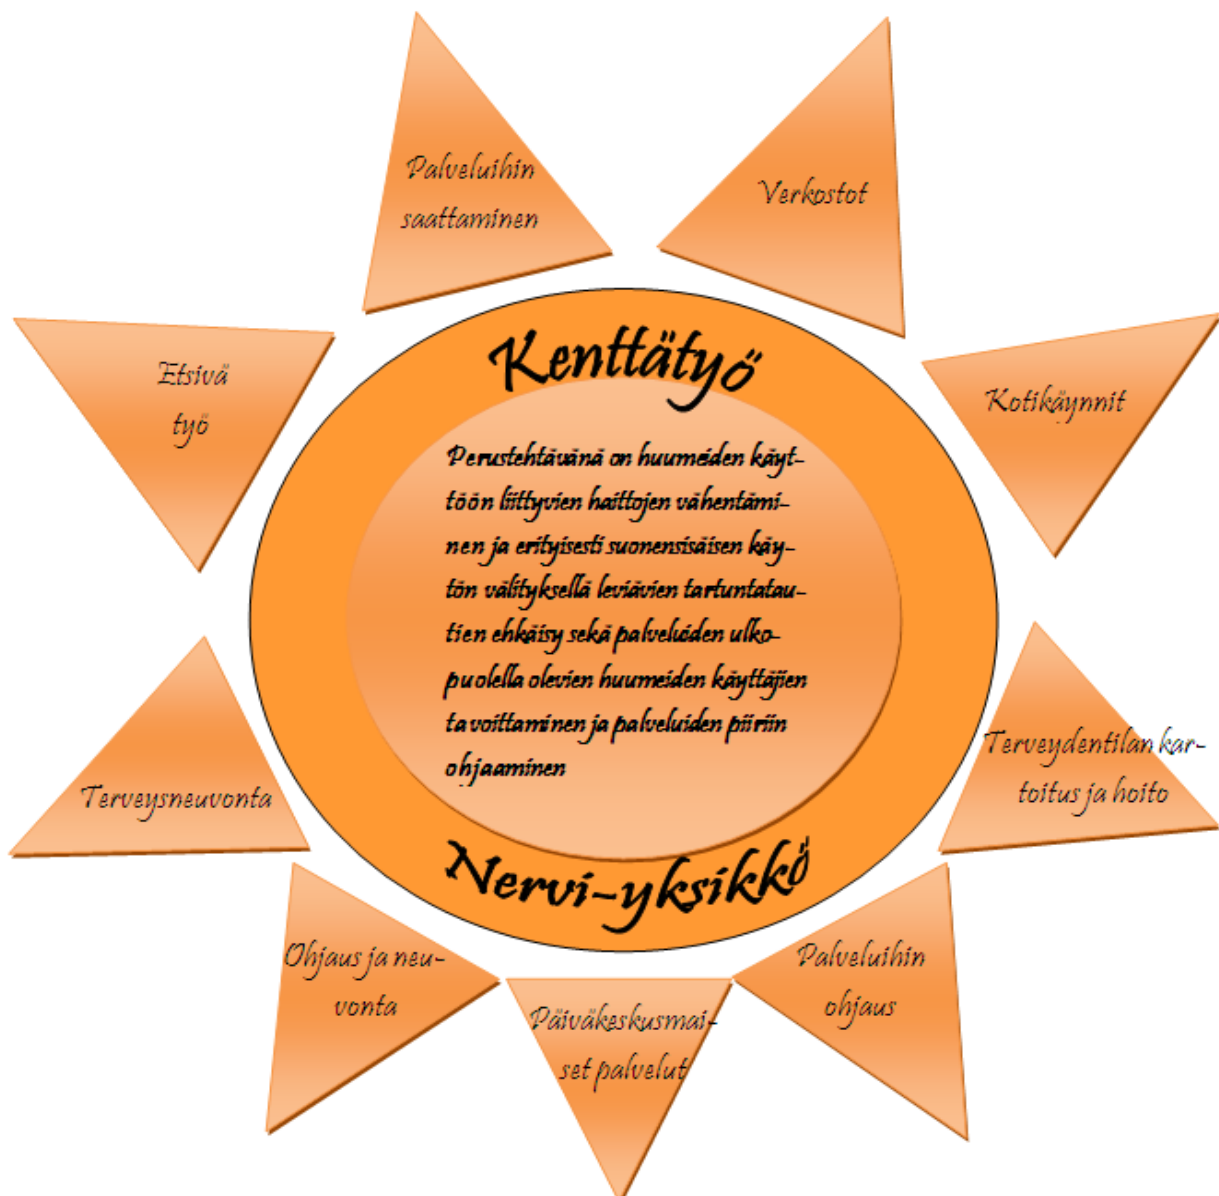 Palveluihin
saattaminen
Verkostot
Etsivä
työ
Kotikäynnit
Kenttätyö
Perustehtävänä on huumeiden käyt-
töön liittyvien haittojen vähentämi-
nen ja erityisesti suonensisäisen käy-
tön välityksellä leviävien tartuntatau-
tien ehkäisy sekä palveluiden ulko-
puolella olevien huumeiden käyttäjien
tavoittaminen ja palveluiden piiriin
ohjaaminen
Terveysneuvonta
Terveydentilan kar-
toitus ja hoito
Nervi-yksikkö
Ohjaus ja neu-
vonta
Päiväkeskusmai-
set palvelut
Palveluihin
ohjaus